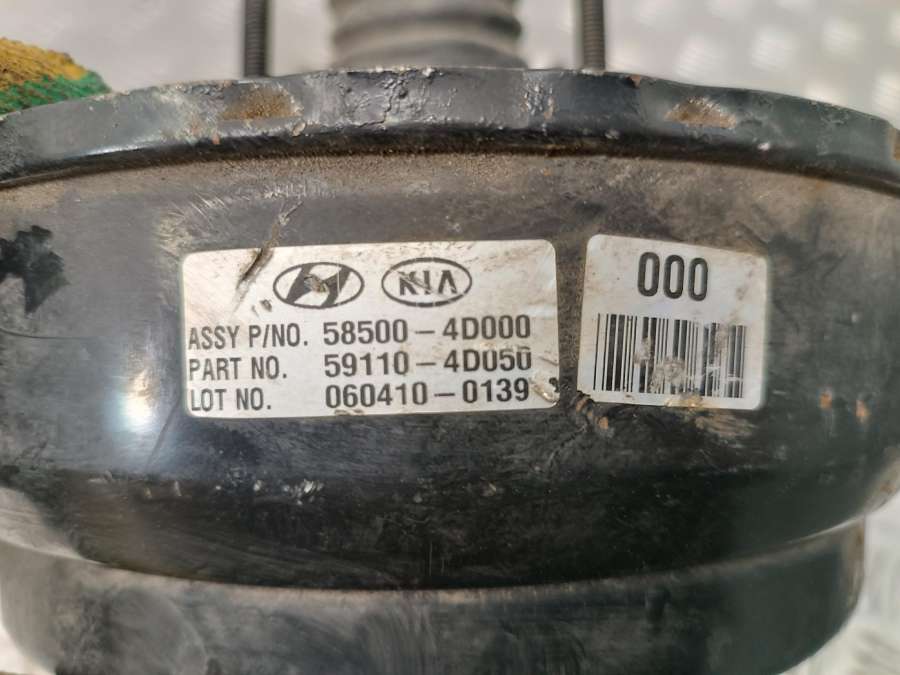 KIA
ASSY P/NO. 58500-4D000
PART NO. 59110-4D050
LOT NO. 060410-0139
000